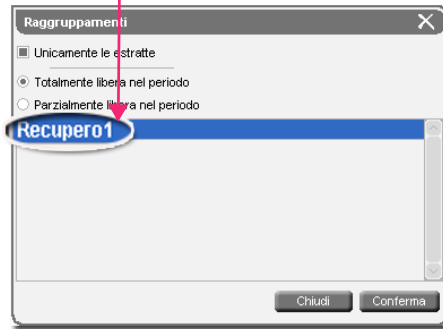 Raggruppamenti
Unicamente le estratte
Totalmente libera nel periodo
Parzialmente libera nel periodo
Recupero1
Chiudi Conferma